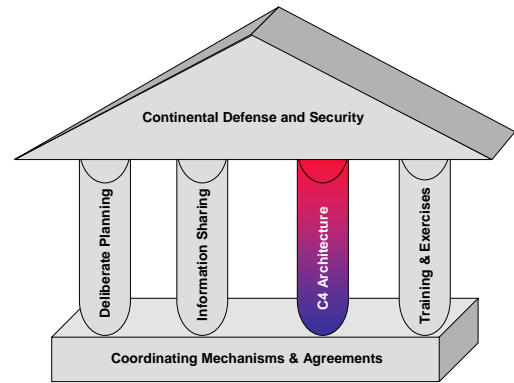 Continental Defense and Security
Deliberate Planning
Information Sharing
C4 Architecture
Training & Exercises
Coordinating Mechanisms & Agreements